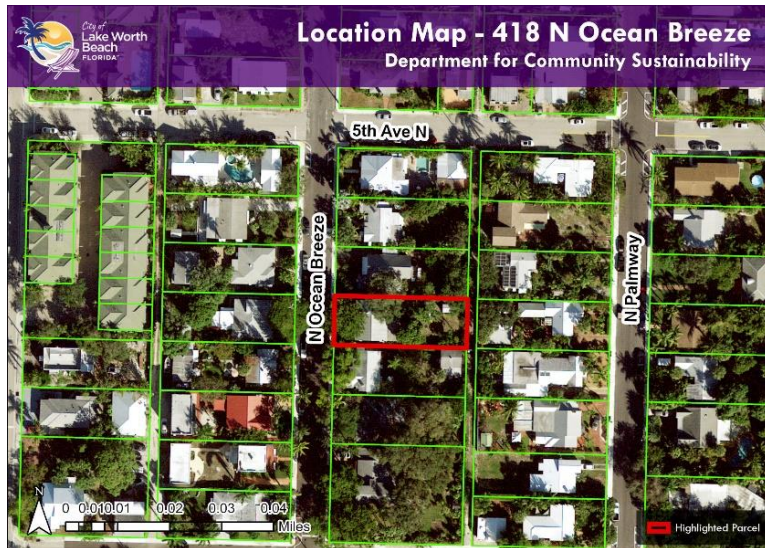 City of
Lake Worth
Beach
FLORIDA
Location Map - 418 N Ocean Breeze
Department for Community Sustainability
5th Ave N
N Ocean Breeze
N Palmway
N
0 0.010.01 0.02 0.03 0.04
Miles
Highlighted Parcel